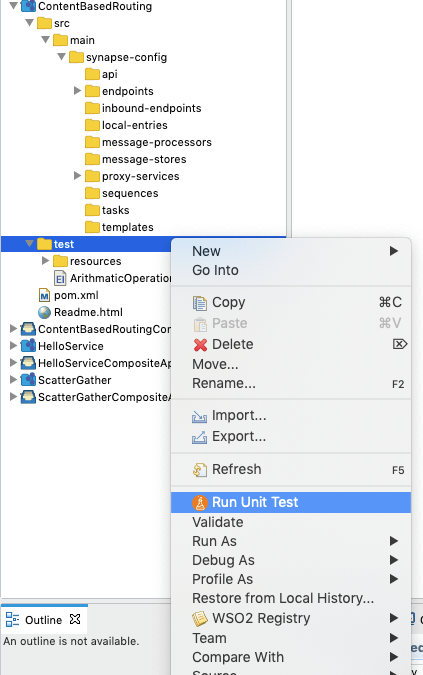 ContentBasedRouting
src
main
synapse-config
api
endpoints
inbound-endpoints
local-entries
message-processors
message-stores
proxy-services
sequences
tasks
templates
test
resources
ArithmaticOperation
pom.xml
Readme.html
ContentBasedRoutingCom
HelloService
HelloServiceCompositeAp
ScatterGather
ScatterGatherCompositeA
New
Go Into
Copy ⌘C
Paste ⌘V
Delete ⌦
Move...
Rename... F2
Import...
Export...
Refresh F5
Run Unit Test
Validate
Run As
Debug As
Profile As
Restore from Local History...
WSO2 Registry
Team
Compare With
Source
Outline
An outline is not available.